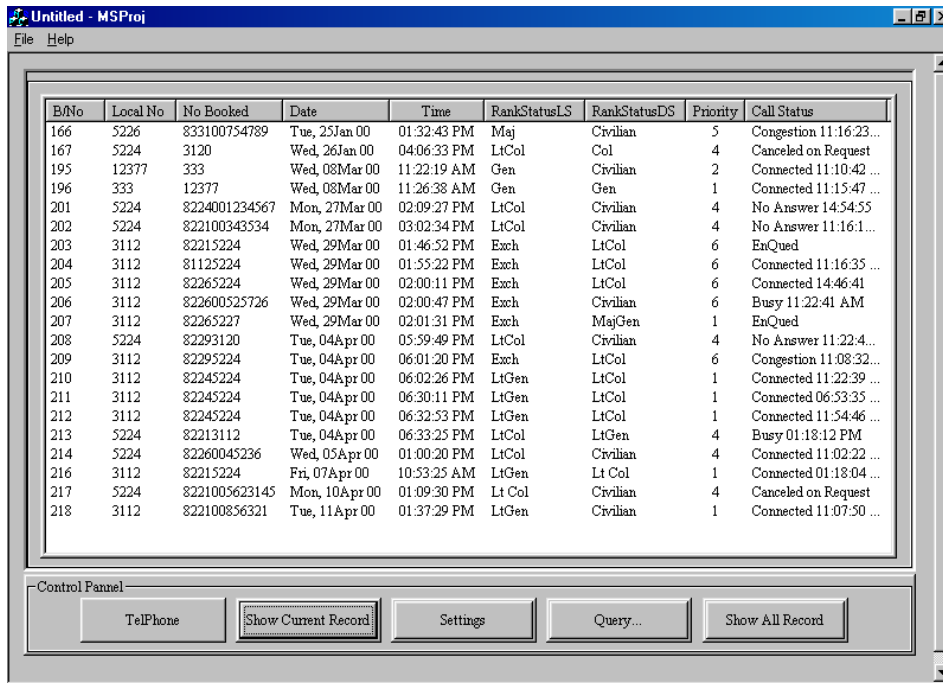 Untitled - MSProj
File Help
B/No Local No No Booked Date Time RankStatusLS RankStatusDS Priority Call Status
166 5226 833100754789 Tue, 25Jan 00 01:32:43 PM Maj Civilian 5 Congestion 11:16:23...
167 5224 3120 Wed, 26Jan 00 04:06:33 PM LtCol Col 4 Canceled on Request
195 12377 333 Wed, 08Mar 00 11:22:19 AM Gen Civilian 2 Connected 11:10:42 ...
196 333 12377 Wed, 08Mar 00 11:26:38 AM Gen Gen 1 Connected 11:15:47 ...
201 5224 8224001234567 Mon, 27Mar 00 02:09:27 PM LtCol Civilian 4 No Answer 14:54:55
202 5224 822100343534 Mon, 27Mar 00 03:02:34 PM LtCol Civilian 4 No Answer 11:16:1...
203 3112 82215224 Wed, 29Mar 00 01:46:52 PM Exch LtCol 6 EnQued
204 3112 81125224 Wed, 29Mar 00 01:55:22 PM Exch LtCol 6 Connected 11:16:35 ...
205 3112 82265224 Wed, 29Mar 00 02:00:11 PM Exch LtCol 6 Connected 14:46:41
206 3112 822600525726 Wed, 29Mar 00 02:00:47 PM Exch Civilian 6 Busy 11:22:41 AM
207 3112 82265227 Wed, 29Mar 00 02:01:31 PM Exch MajGen 1 EnQued
208 5224 82293120 Tue, 04Apr 00 05:59:49 PM LtCol Civilian 4 No Answer 11:22:4...
209 3112 82295224 Tue, 04Apr 00 06:01:20 PM Exch LtCol 6 Congestion 11:08:32...
210 3112 82245224 Tue, 04Apr 00 06:02:26 PM LtGen LtCol 1 Connected 11:22:39 ...
211 3112 82245224 Tue, 04Apr 00 06:30:11 PM LtGen LtCol 1 Connected 06:53:35 ...
212 3112 82245224 Tue, 04Apr 00 06:32:53 PM LtGen LtCol 1 Connected 11:54:46 ...
213 5224 82213112 Tue, 04Apr 00 06:33:25 PM LtCol LtGen 4 Busy 01:18:12 PM
214 5224 82260045236 Wed, 05Apr 00 01:00:20 PM LtCol Civilian 4 Connected 11:02:22 ...
216 3112 82215224 Fri, 07Apr 00 10:53:25 AM LtGen Lt Col 1 Connected 01:18:04 ...
217 5224 8221005623145 Mon, 10Apr 00 01:09:30 PM Lt Col Civilian 4 Canceled on Request
218 3112 822100856321 Tue, 11Apr 00 01:37:29 PM LtGen Civilian 1 Connected 11:07:50 ...
Control Pannel
TelPhone Show Current Record Settings Query... Show All Record